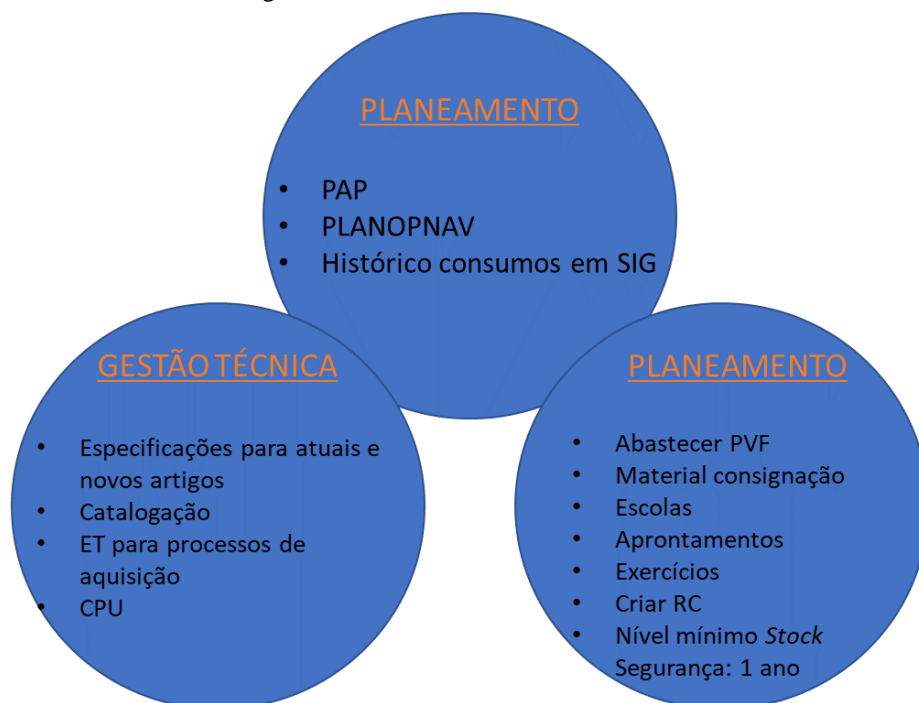 PLANEAMENTO
• PAP
• PLANOPNAV
• Histórico consumos em SIG
GESTÃO TÉCNICA
• Especificações para atuais e
novos artigos
• Catalogação
• ET para processos de
aquisição
• CPU
PLANEAMENTO
• Abastecer PVF
• Material consignação
• Escolas
• Aprontamentos
• Exercícios
• Criar RC
• Nível mínimo Stock
Segurança: 1 ano